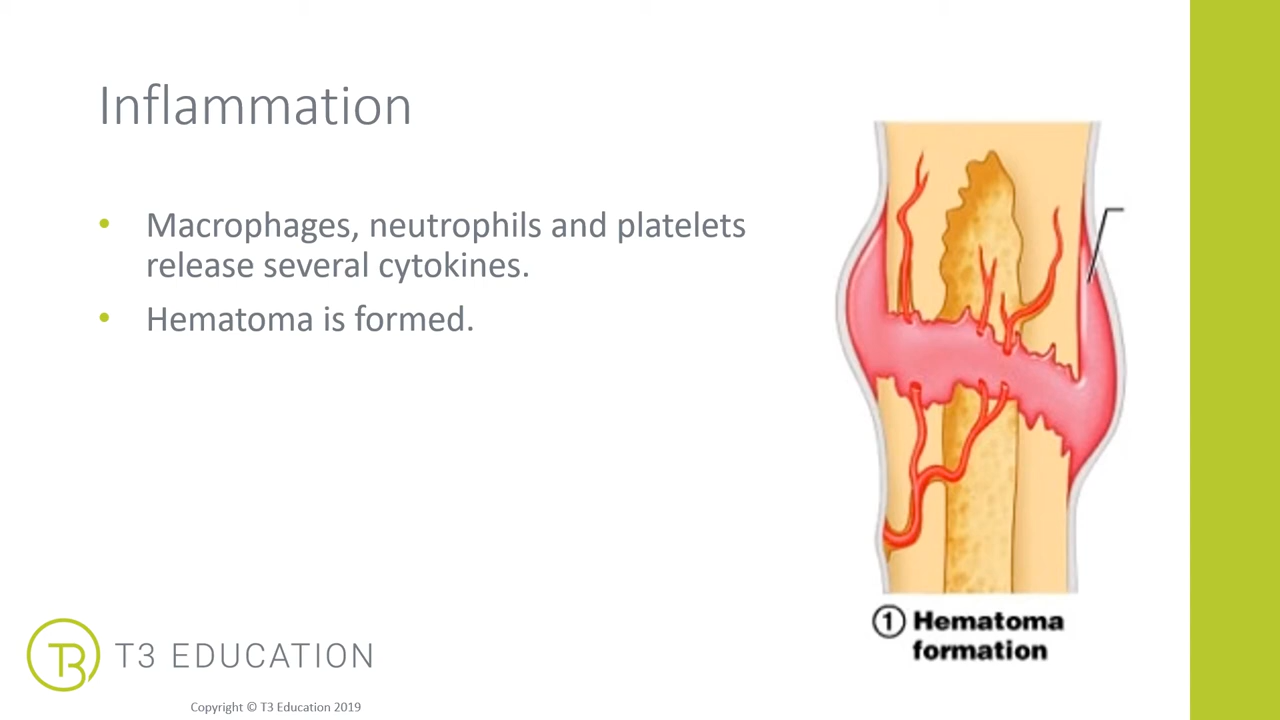 Inflammation
• Macrophages, neutrophils and platelets
release several cytokines.
• Hematoma is formed.
① Hematoma
formation
T3 EDUCATION
Copyright © T3 Education 2019